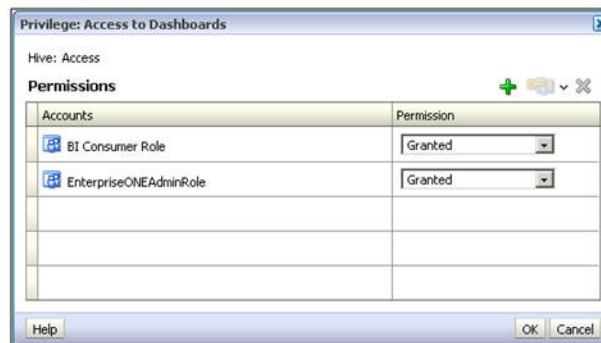 Privilege: Access to Dashboards
Hive: Access
Permissions
Accounts Permission
BI Consumer Role Granted
EnterpriseONEAdminRole Granted
Help OK Cancel